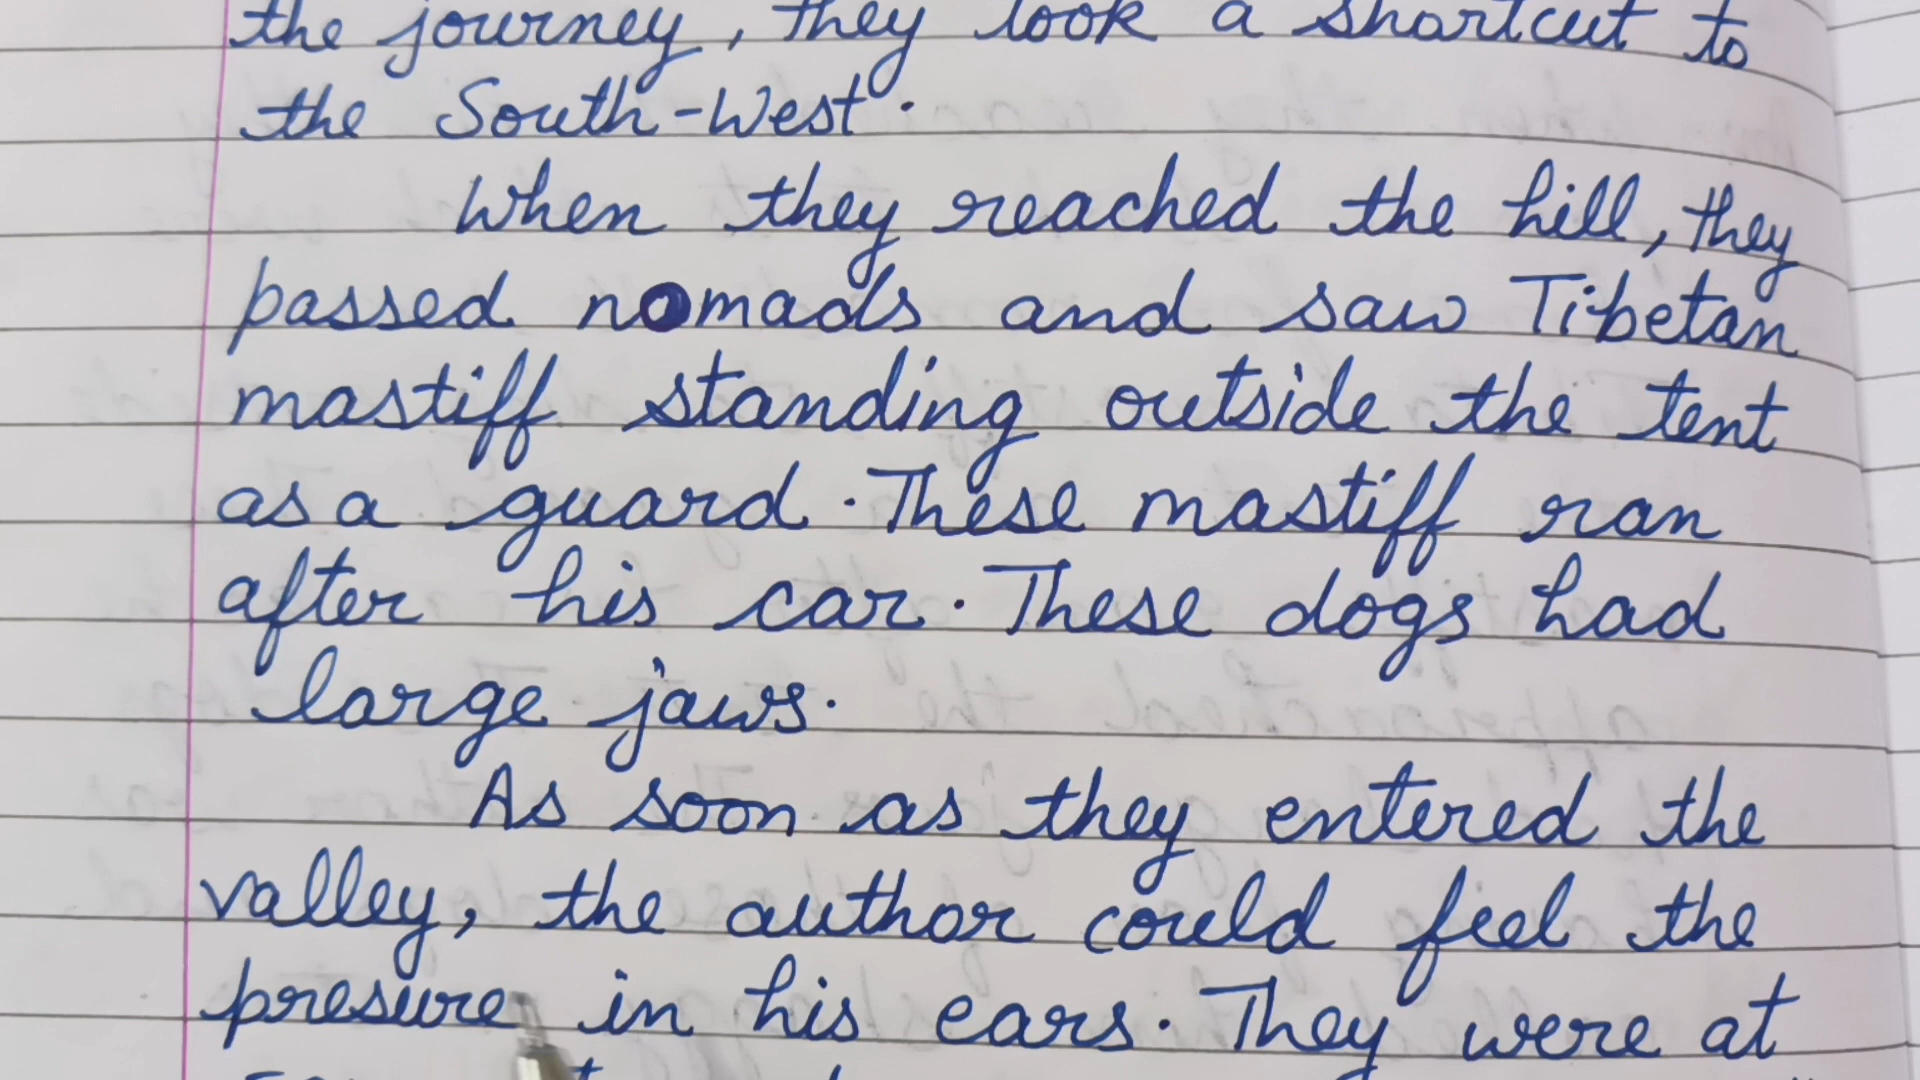 the journey, they took a shortcut to
the South-West.
When they reached the hill, they
passed nomads and saw Tibetan
mastiff standing outside the tent
as a guard. These mastiff ran
after his car. These dogs had
large jaws.
As soon as they entered the
valley, the author could feel the
presure in his ears. They were at